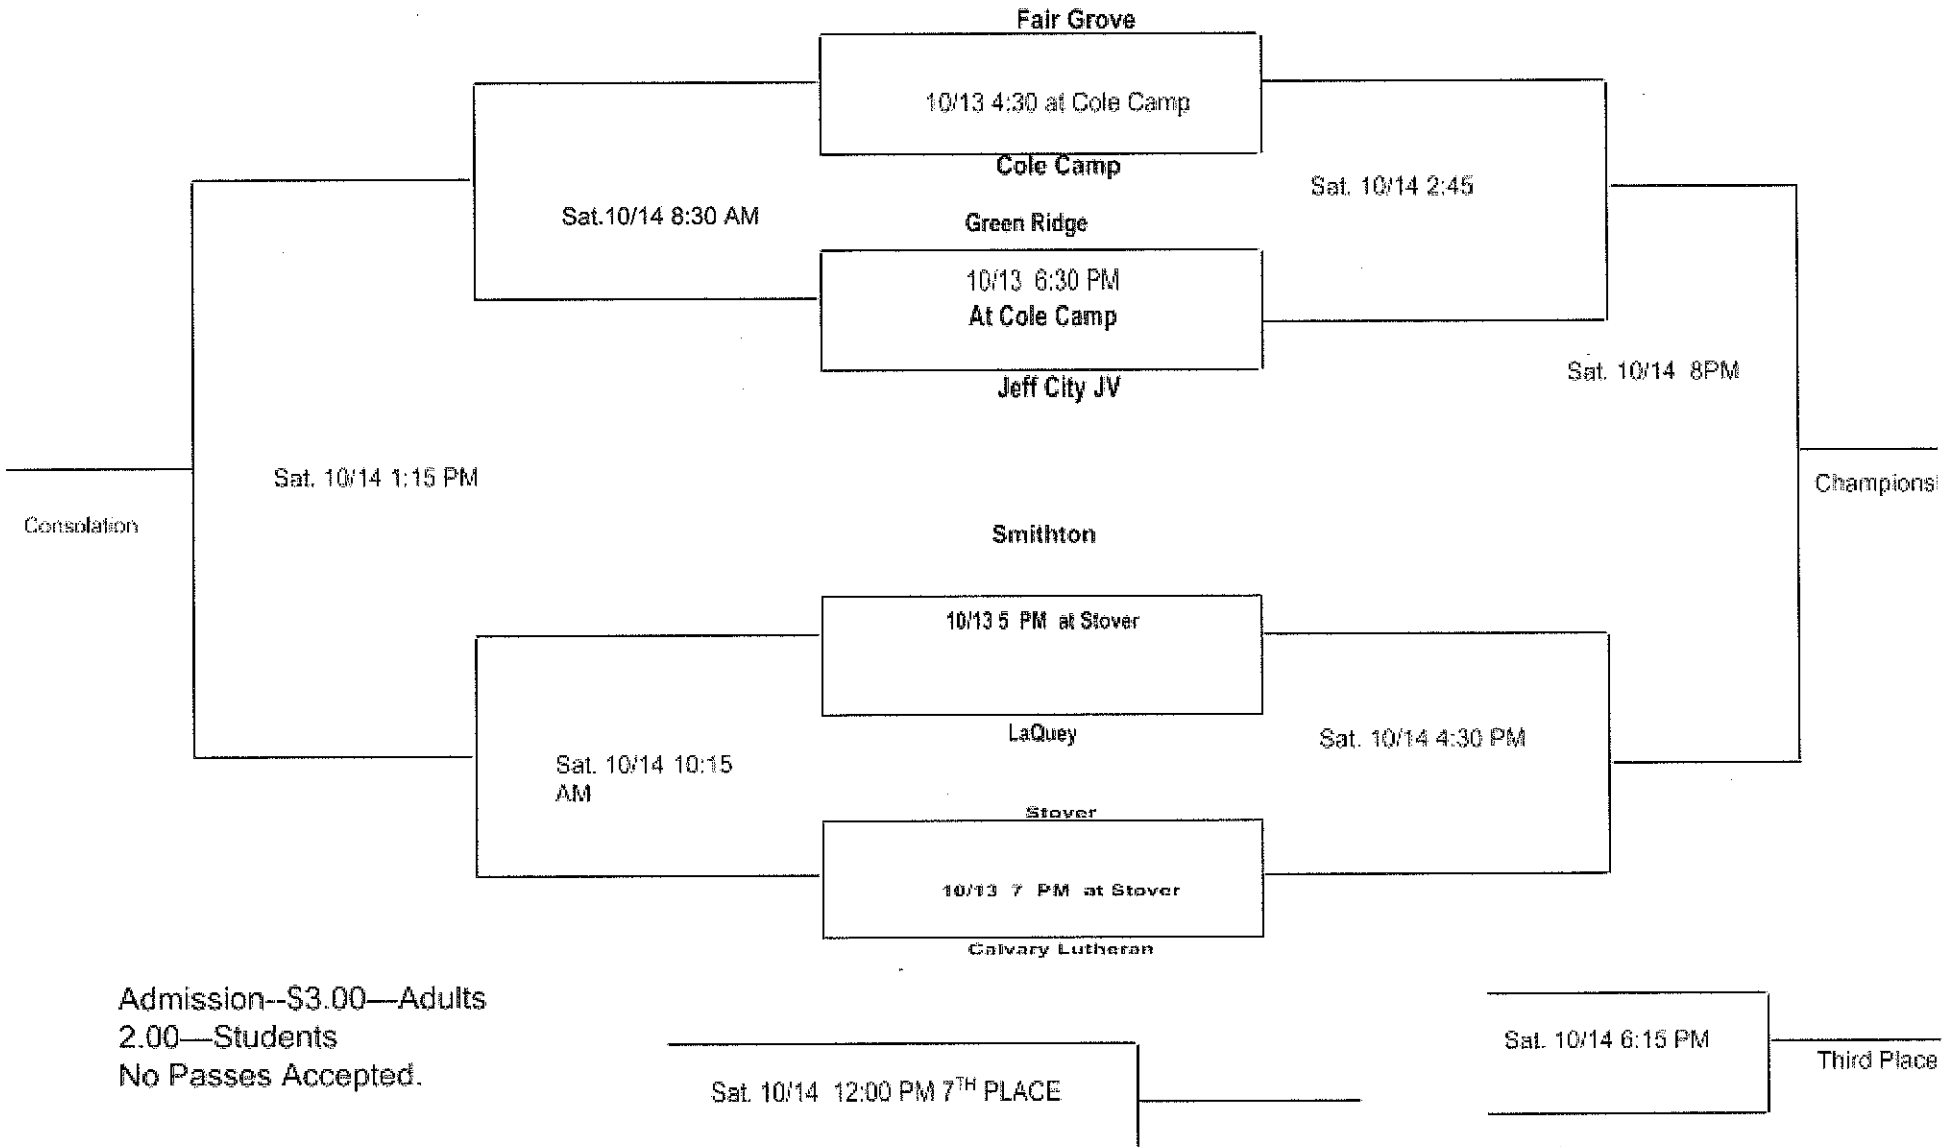 Fair Grove
10/13 4:30 at Cole Camp
Cole Camp
Sat. 10/14 2:45
Sat.10/14 8:30 AM
Green Ridge
10/13 6:30 PM
At Cole Camp
Jeff City JV
Sat. 10/14 8PM
Sat. 10/14 1:15 PM
Championsl
Consolation
Smithton
10/13 5 PM at Stover
LaQuey
Sat. 10/14 4:30 PM
Sat. 10/14 10:15
AM
Stover
10/13 7 PM at Stover
Calvary Lutheran
Admission--$3.00—Adults
2.00—Students
No Passes Accepted.
Sat. 10/14 6:15 PM
Third Place
Sat. 10/14 12:00 PM 7TH PLACE